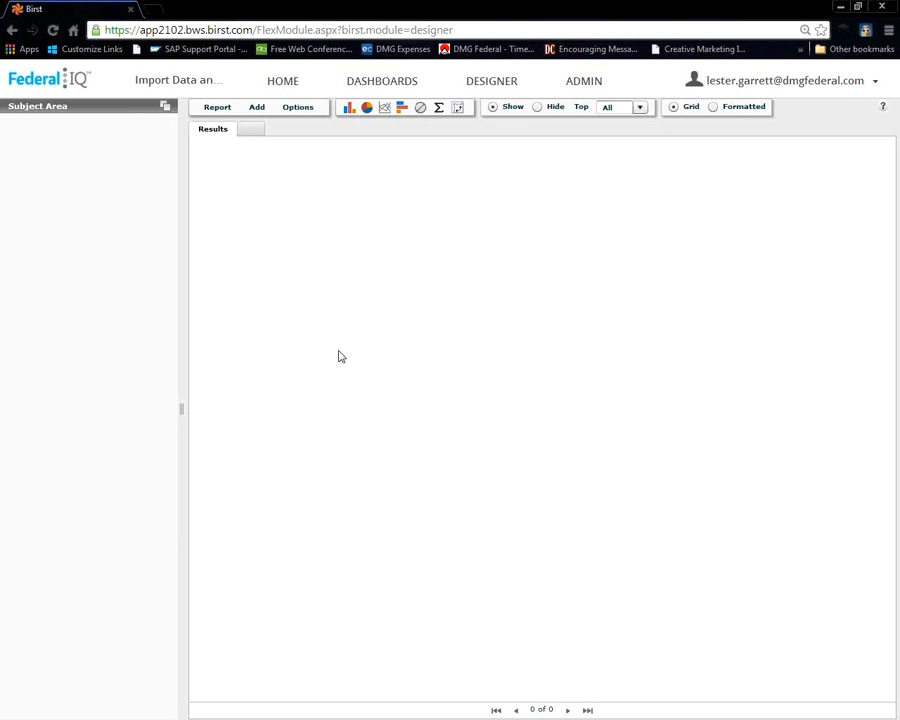 Birst
https://app2102.bws.birst.com/FlexModule.aspx?birst.module=designer
Apps Customize Links SAP Support Portal -... Free Web Conferenc... DMG Expenses DMG Federal - Time... Encouraging Messa... Creative Marketing I... » Other bookmarks
Federal IQ™ Import Data an... HOME DASHBOARDS DESIGNER ADMIN lester.garrett@dmgfederal.com
Subject Area Report Add Options Σ Show Hide Top All Grid Formatted ?
Results
0 of 0